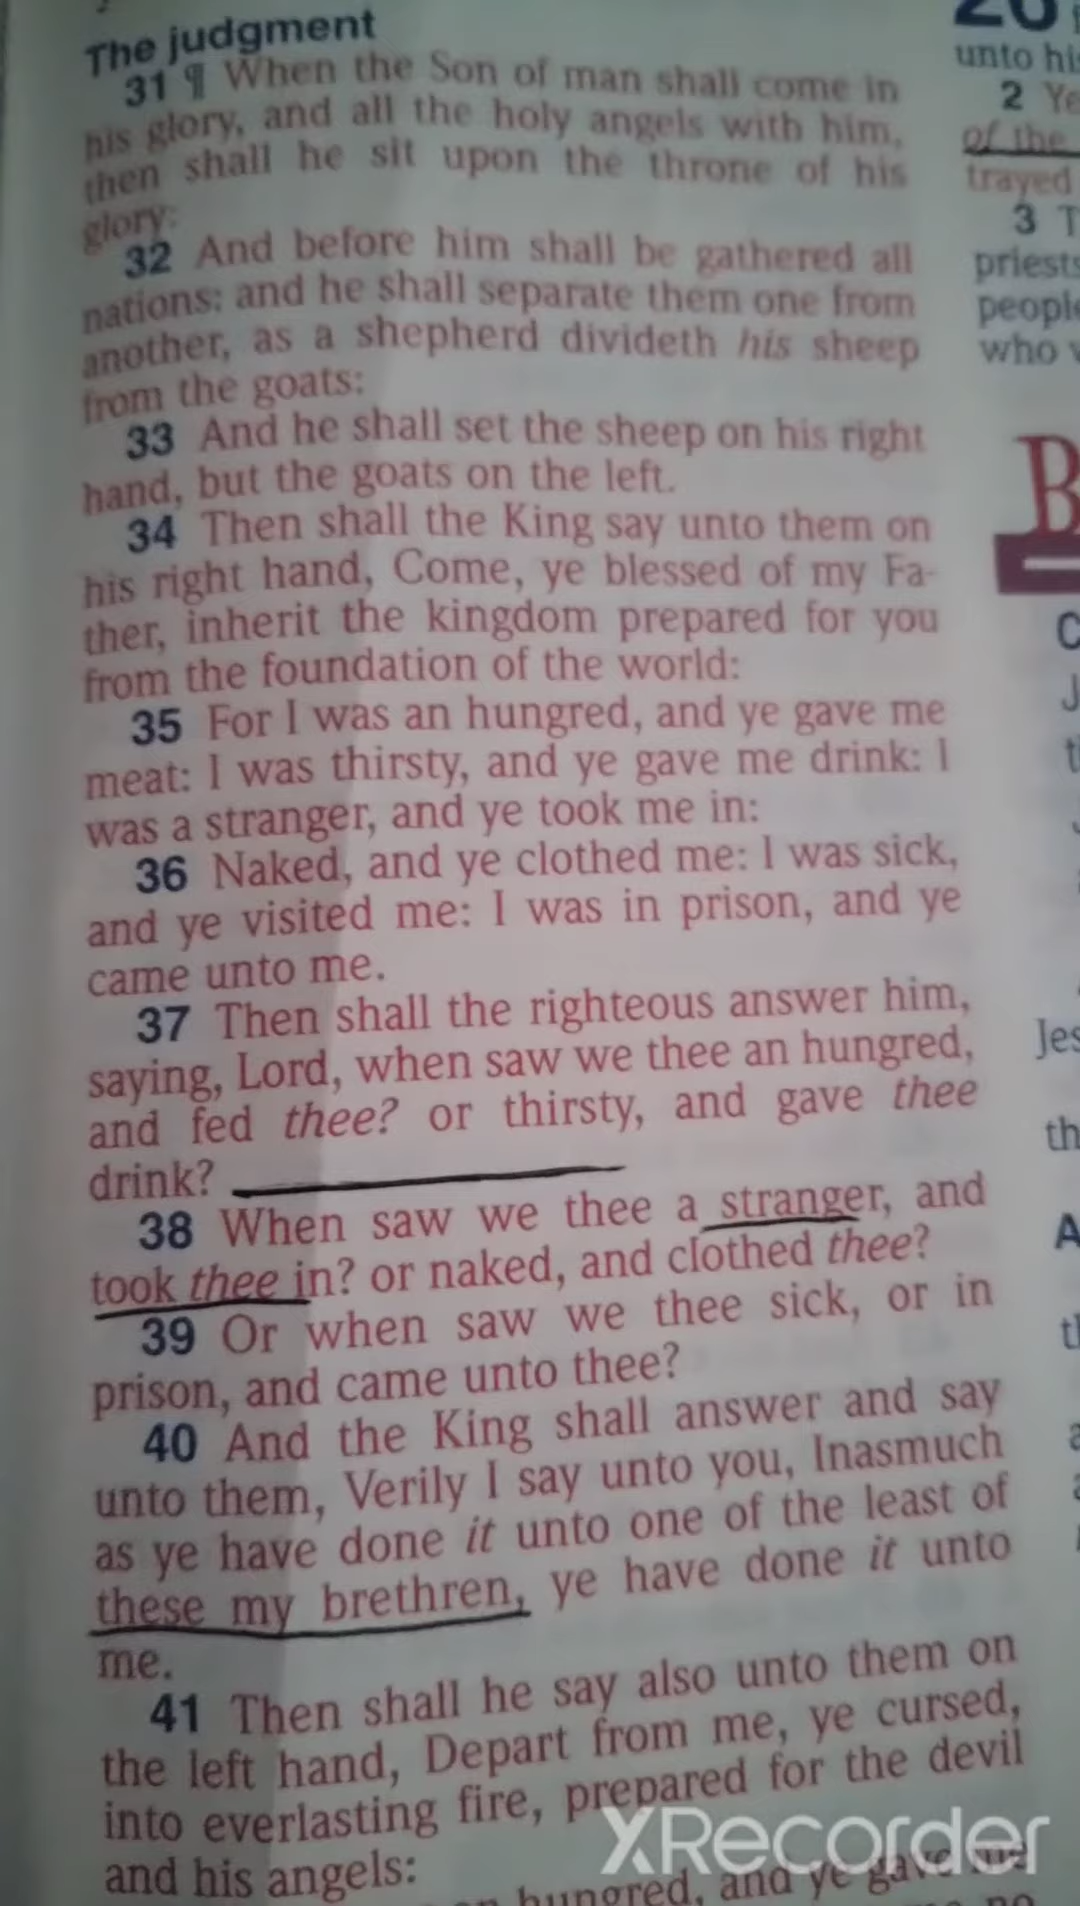 The judgment
31 ¶ When the Son of man shall come in
his glory, and all the holy angels with him,
then shall he sit upon the throne of his
glory:
32 And before him shall be gathered all
nations: and he shall separate them one from
another, as a shepherd divideth his sheep
from the goats:
33 And he shall set the sheep on his right
hand, but the goats on the left.
34 Then shall the King say unto them on
his right hand, Come, ye blessed of my Fa-
ther, inherit the kingdom prepared for you
from the foundation of the world:
35 For I was an hungred, and ye gave me
meat: I was thirsty, and ye gave me drink: I
was a stranger, and ye took me in:
36 Naked, and ye clothed me: I was sick,
and ye visited me: I was in prison, and ye
came unto me.
37 Then shall the righteous answer him,
saying, Lord, when saw we thee an hungred,
and fed thee? or thirsty, and gave thee
drink?
38 When saw we thee a stranger, and
took thee in? or naked, and clothed thee?
39 Or when saw we thee sick, or in
prison, and came unto thee?
40 And the King shall answer and say
unto them, Verily I say unto you, Inasmuch
as ye have done it unto one of the least of
these my brethren, ye have done it unto
me.
41 Then shall he say also unto them on
the left hand, Depart from me, ye cursed,
into everlasting fire, prepared for the devil
and his angels:
hungred, and ye gave me
no
26
unto his
2 Ye
of the
trayed
3 T
priests
people
who
B
C
J
t
Jes
th
A
XRecorder